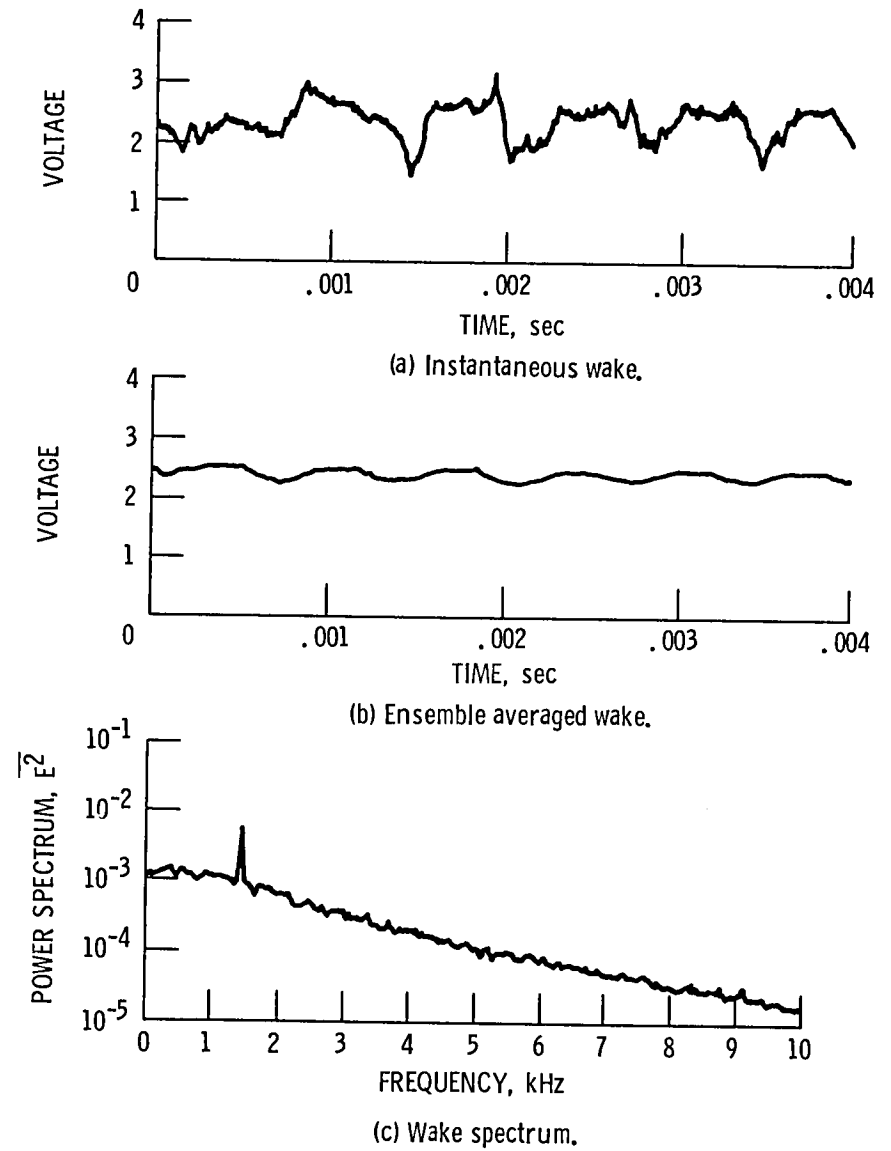 4
3
VOLTAGE
2
1
0
.001
.002
.003
.004
TIME, sec
(a) Instantaneous wake.
4
3
VOLTAGE
2
1
0
.001
.002
.003
.004
TIME, sec
(b) Ensemble averaged wake.
10⁻¹
10⁻²
POWER SPECTRUM, E̅²
10⁻³
10⁻⁴
10⁻⁵
0 1 2 3 4 5 6 7 8 9 10
FREQUENCY, kHz
(c) Wake spectrum.